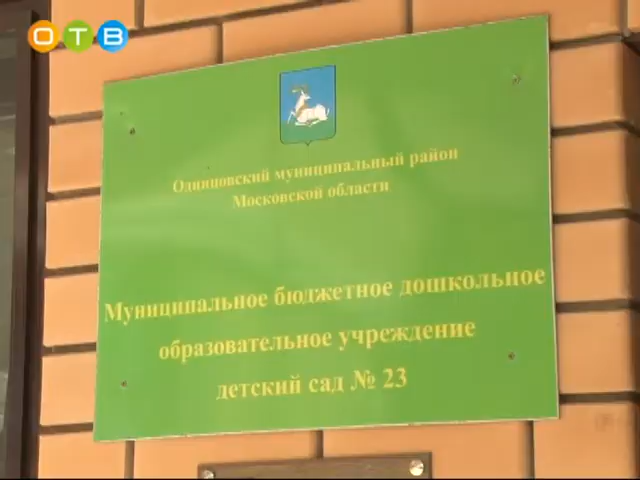 ОТВ
Одинцовский муниципальный район
Московской области
Муниципальное бюджетное дошкольное
образовательное учреждение
детский сад № 23